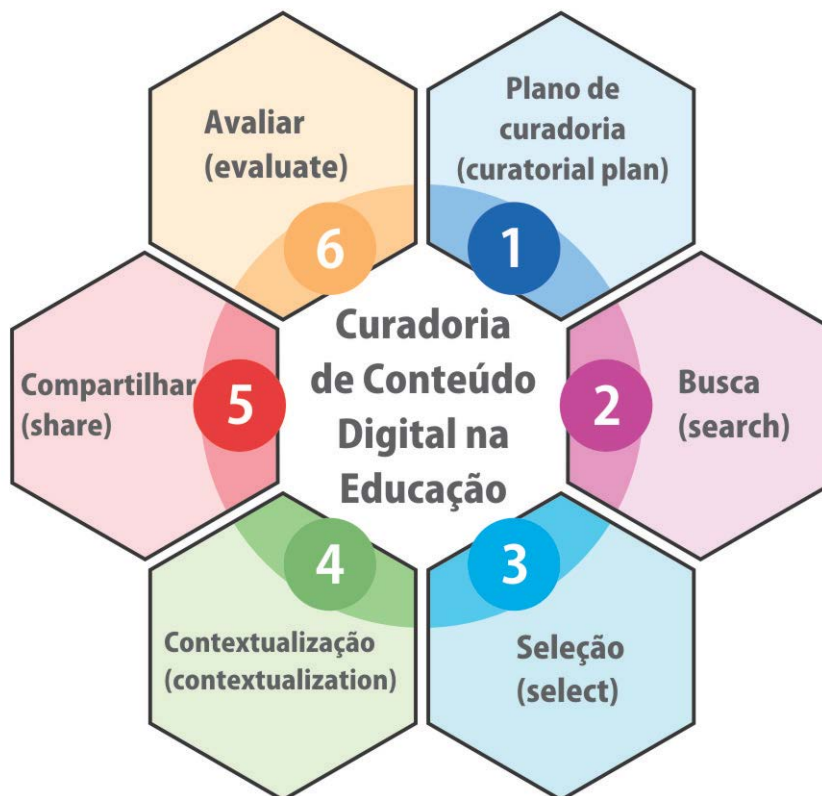 Curadoria
de Conteúdo
Digital na
Educação
1
Plano de
curadoria
(curatorial plan)
2
Busca
(search)
3
Seleção
(select)
4
Contextualização
(contextualization)
5
Compartilhar
(share)
6
Avaliar
(evaluate)